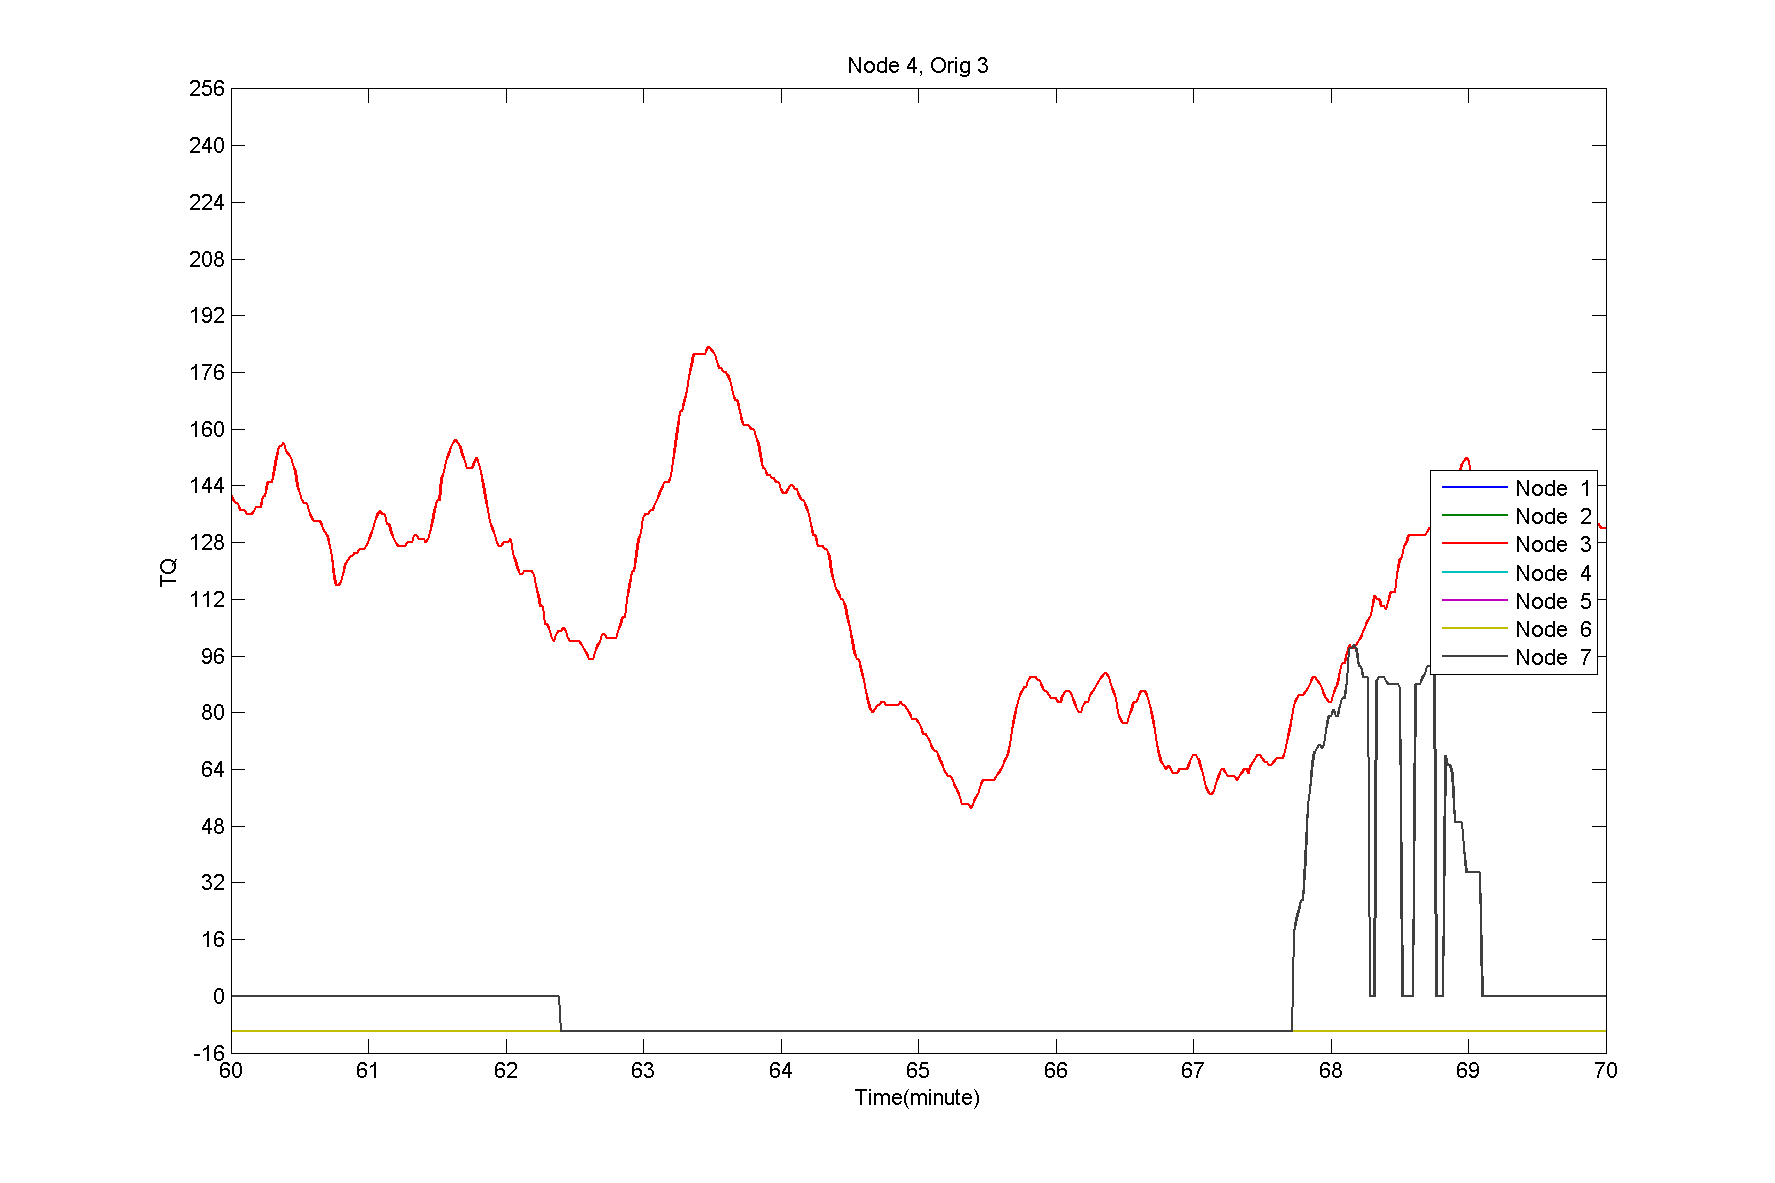 Node 4, Orig 3
256
240
224
208
192
176
160
144
128
112
96
80
64
48
32
16
0
-16
TQ
Node 1
Node 2
Node 3
Node 4
Node 5
Node 6
Node 7
60 61 62 63 64 65 66 67 68 69 70
Time(minute)